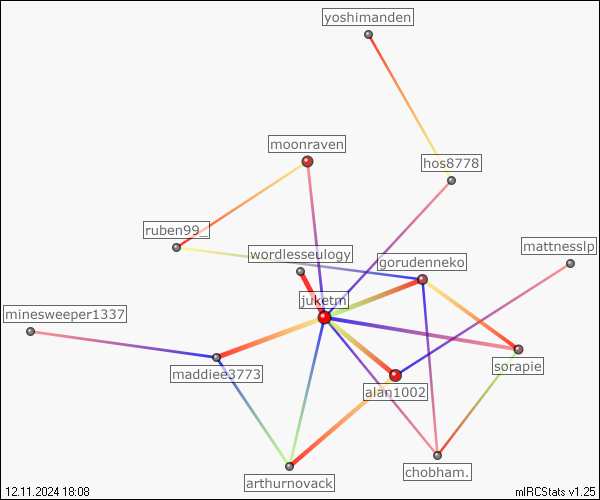 yoshimanden
moonraven
hos8778
ruben99_
wordlesseulogy
gorudenneko
mattnesslp
juketm
minesweeper1337
maddiee3773
sorapie
alan1002
arthurnovack
chobham.
12.11.2024 18:08
mIRCStats v1.25